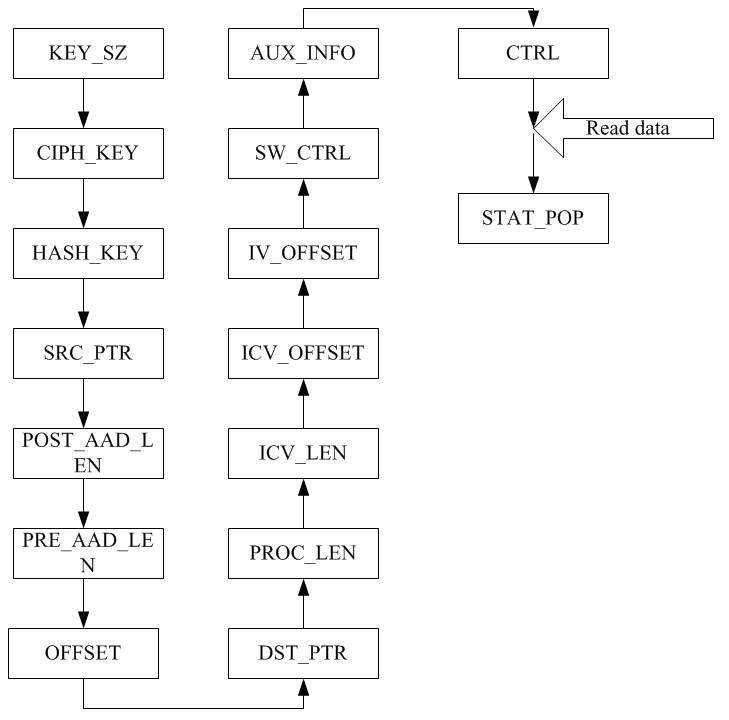 KEY_SZ
CIPH_KEY
HASH_KEY
SRC_PTR
POST_AAD_L
EN
PRE_AAD_LE
N
OFFSET
DST_PTR
PROC_LEN
ICV_LEN
ICV_OFFSET
IV_OFFSET
SW_CTRL
AUX_INFO
CTRL
Read data
STAT_POP